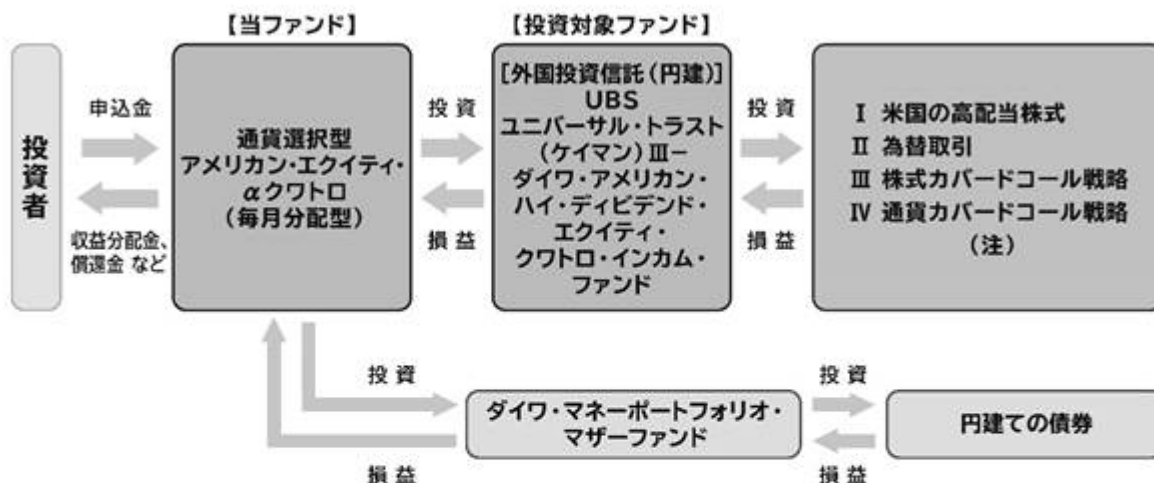 【当ファンド】
【投資対象ファンド】
投資者
申込金
収益分配金、
償還金 など
通貨選択型
アメリカン・エクイティ・
αクワトロ
（毎月分配型）
投資
損益
[外国投資信託（円建）]
UBS
ユニバーサル・トラスト
（ケイマン）Ⅲ－
ダイワ・アメリカン・
ハイ・ディビデンド・
エクイティ・
クワトロ・インカム・
ファンド
投資
損益
Ⅰ 米国の高配当株式
Ⅱ 為替取引
Ⅲ 株式カバードコール戦略
Ⅳ 通貨カバードコール戦略
（注）
投資
損益
ダイワ・マネーポートフォリオ・
マザーファンド
投資
損益
円建ての債券